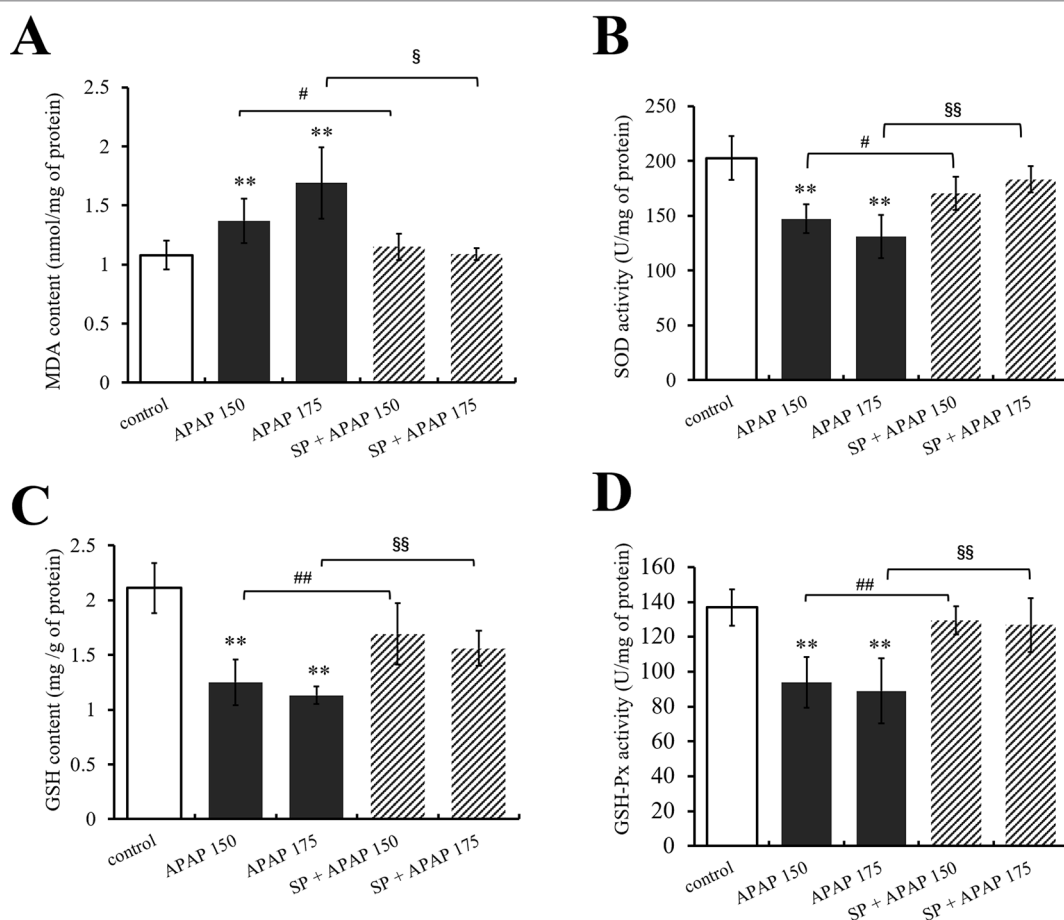 A
MDA content (nmol/mg of protein)
2.5
2
1.5
1
0.5
0
**
**
#
§
control
APAP 150
APAP 175
SP + APAP 150
SP + APAP 175
B
SOD activity (U/mg of protein)
250
200
150
100
50
0
**
**
#
§§
control
APAP 150
APAP 175
SP + APAP 150
SP + APAP 175
C
GSH content (mg /g of protein)
2.5
2
1.5
1
0.5
0
**
**
##
§§
control
APAP 150
APAP 175
SP + APAP 150
SP + APAP 175
D
GSH-Px activity (U/mg of protein)
160
140
120
100
80
60
40
20
0
**
**
##
§§
control
APAP 150
APAP 175
SP + APAP 150
SP + APAP 175